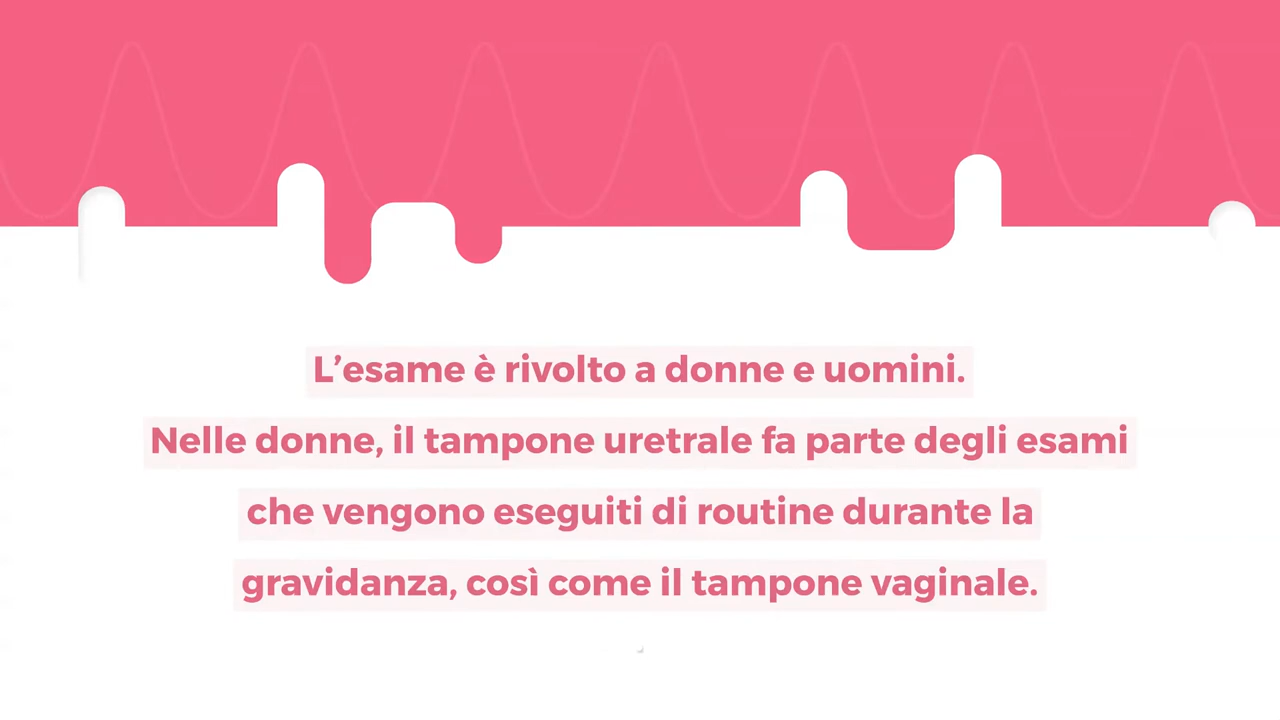 L’esame è rivolto a donne e uomini.
Nelle donne, il tampone uretrale fa parte degli esami
che vengono eseguiti di routine durante la
gravidanza, così come il tampone vaginale.